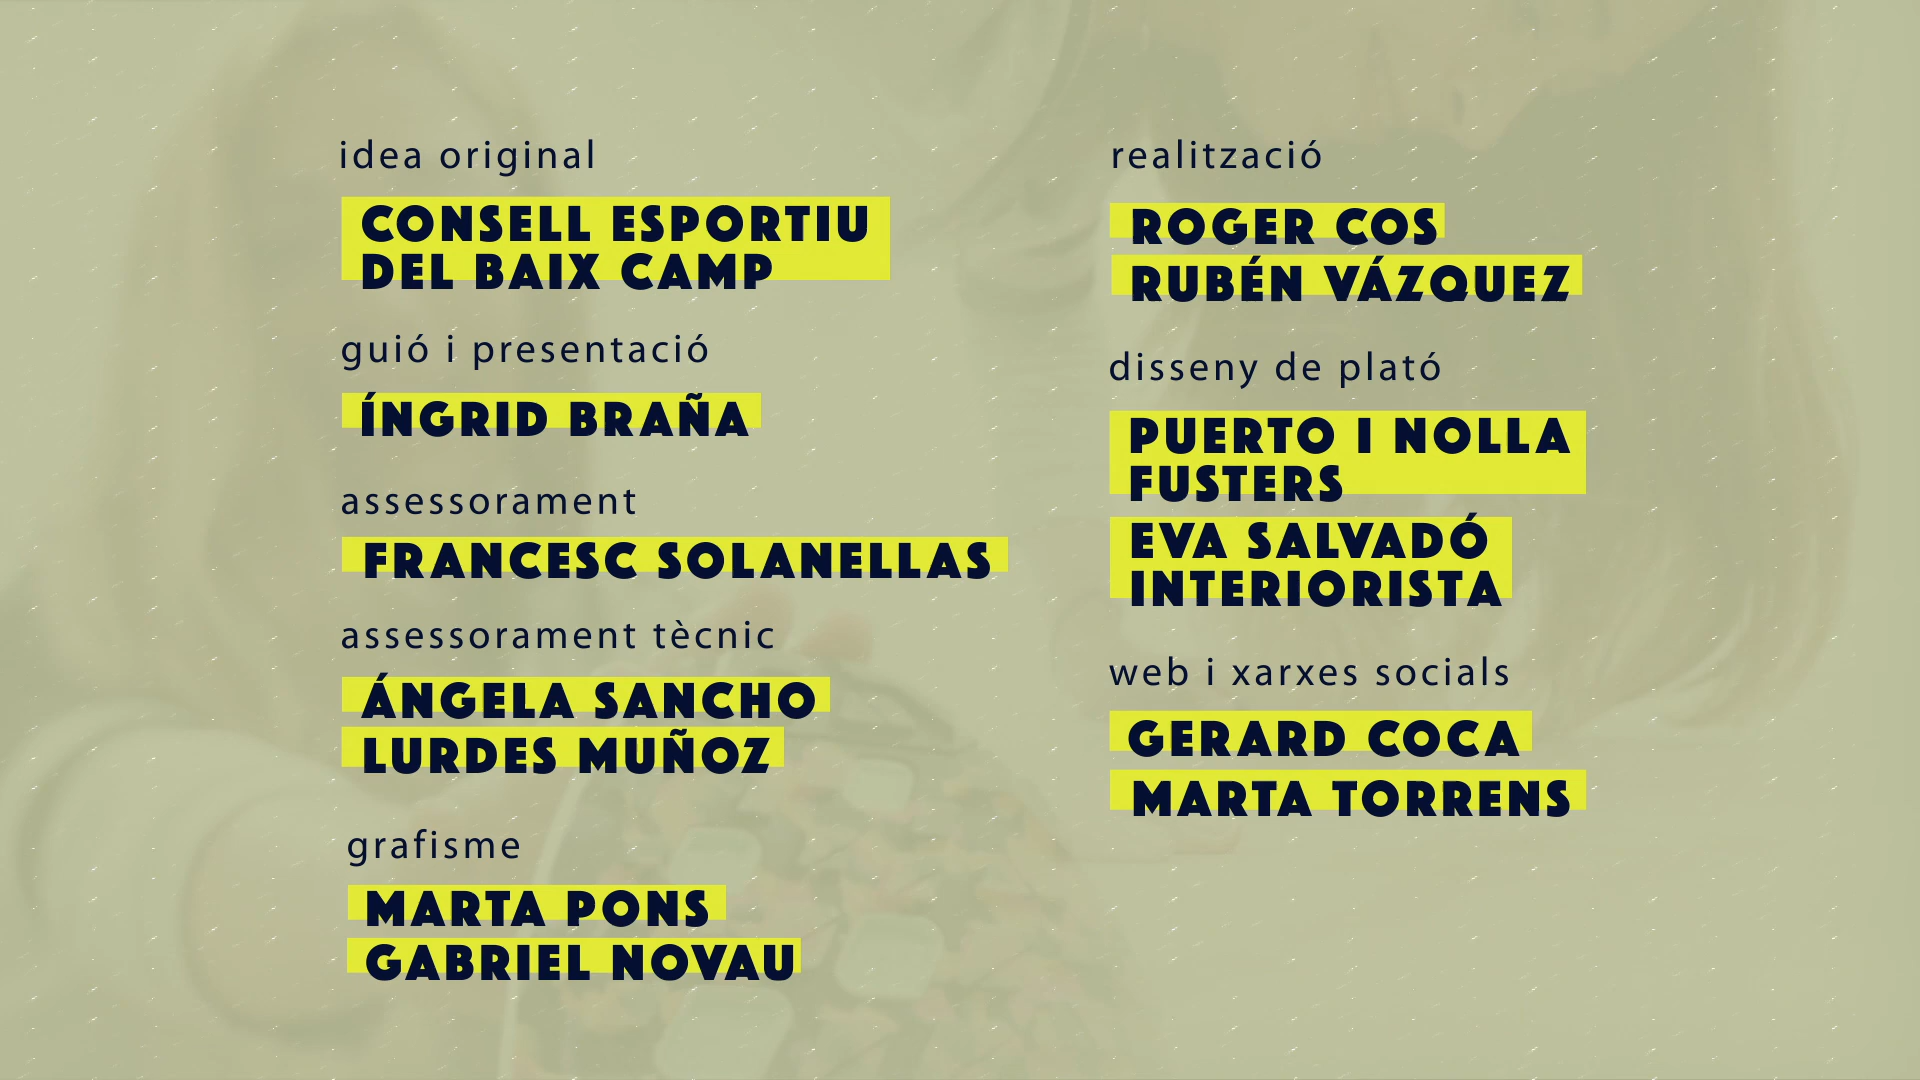 idea original
CONSELL ESPORTIU
DEL BAIX CAMP
guió i presentació
ÍNGRID BRAÑA
assessorament
FRANCESC SOLANELLAS
assessorament tècnic
ÁNGELA SANCHO
LURDES MUÑOZ
grafisme
MARTA PONS
GABRIEL NOVAU
realització
ROGER COS
RUBÉN VÁZQUEZ
disseny de plató
PUERTO I NOLLA
FUSTERS
EVA SALVADÓ
INTERIORISTA
web i xarxes socials
GERARD COCA
MARTA TORRENS